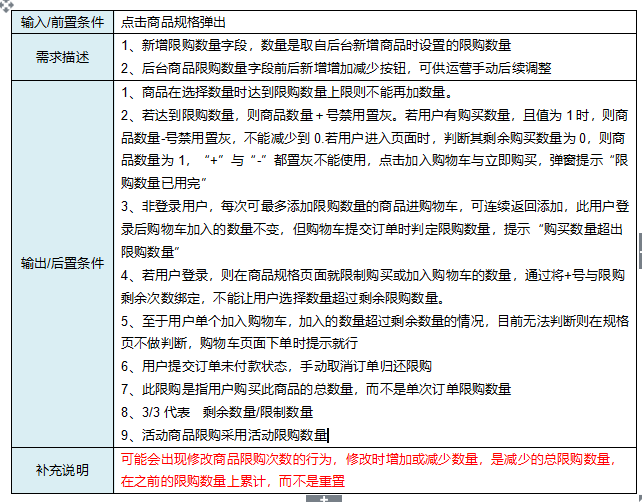 输入/前置条件
点击商品规格弹出
需求描述
1、新增限购数量字段，数量是取自后台新增商品时设置的限购数量
2、后台商品限购数量字段前后新增增加减少按钮，可供运营手动后续调整
输出/后置条件
1、商品在选择数量时达到限购数量上限则不能再加数量。
2、若达到限购数量，则商品数量＋号禁用置灰。若用户有购买数量，且值为 1 时，则商
品数量-号禁用置灰，不能减少到 0.若用户进入页面时，判断其剩余购买数量为 0，则商
品数量为 1，“+”与“-”都置灰不能使用，点击加入购物车与立即购买，弹窗提示“限
购数量已用完”
3、非登录用户，每次可最多添加限购数量的商品进购物车，可连续返回添加，此用户登
录后购物车加入的数量不变，但购物车提交订单时判定限购数量，提示“购买数量超出
限购数量”
4、若用户登录，则在商品规格页面就限制购买或加入购物车的数量，通过将+号与限购
剩余次数绑定，不能让用户选择数量超过剩余限购数量。
5、至于用户单个加入购物车，加入的数量超过剩余数量的情况，目前无法判断则在规格
页不做判断，购物车页面下单时提示就行
6、用户提交订单未付款状态，手动取消订单归还限购
7、此限购是指用户购买此商品的总数量，而不是单次订单限购数量
8、3/3 代表 剩余数量/限制数量
9、活动商品限购采用活动限购数量
补充说明
可能会出现修改商品限购次数的行为，修改时增加或减少数量，是减少的总限购数量，
在之前的限购数量上累计，而不是重置